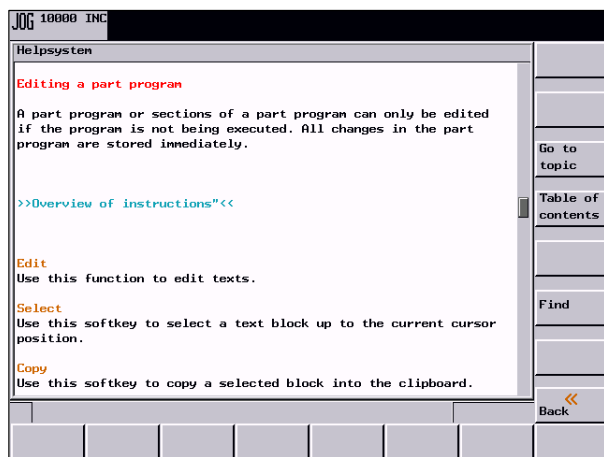 JOG 10000 INC
Helpsystem
Editing a part program
A part program or sections of a part program can only be edited
if the program is not being executed. All changes in the part
program are stored immediately.
Go to
topic
>>Overview of instructions"<<
Table of
contents
Edit
Use this function to edit texts.
Find
Select
Use this softkey to select a text block up to the current cursor
position.
Copy
Use this softkey to copy a selected block into the clipboard.
«
Back